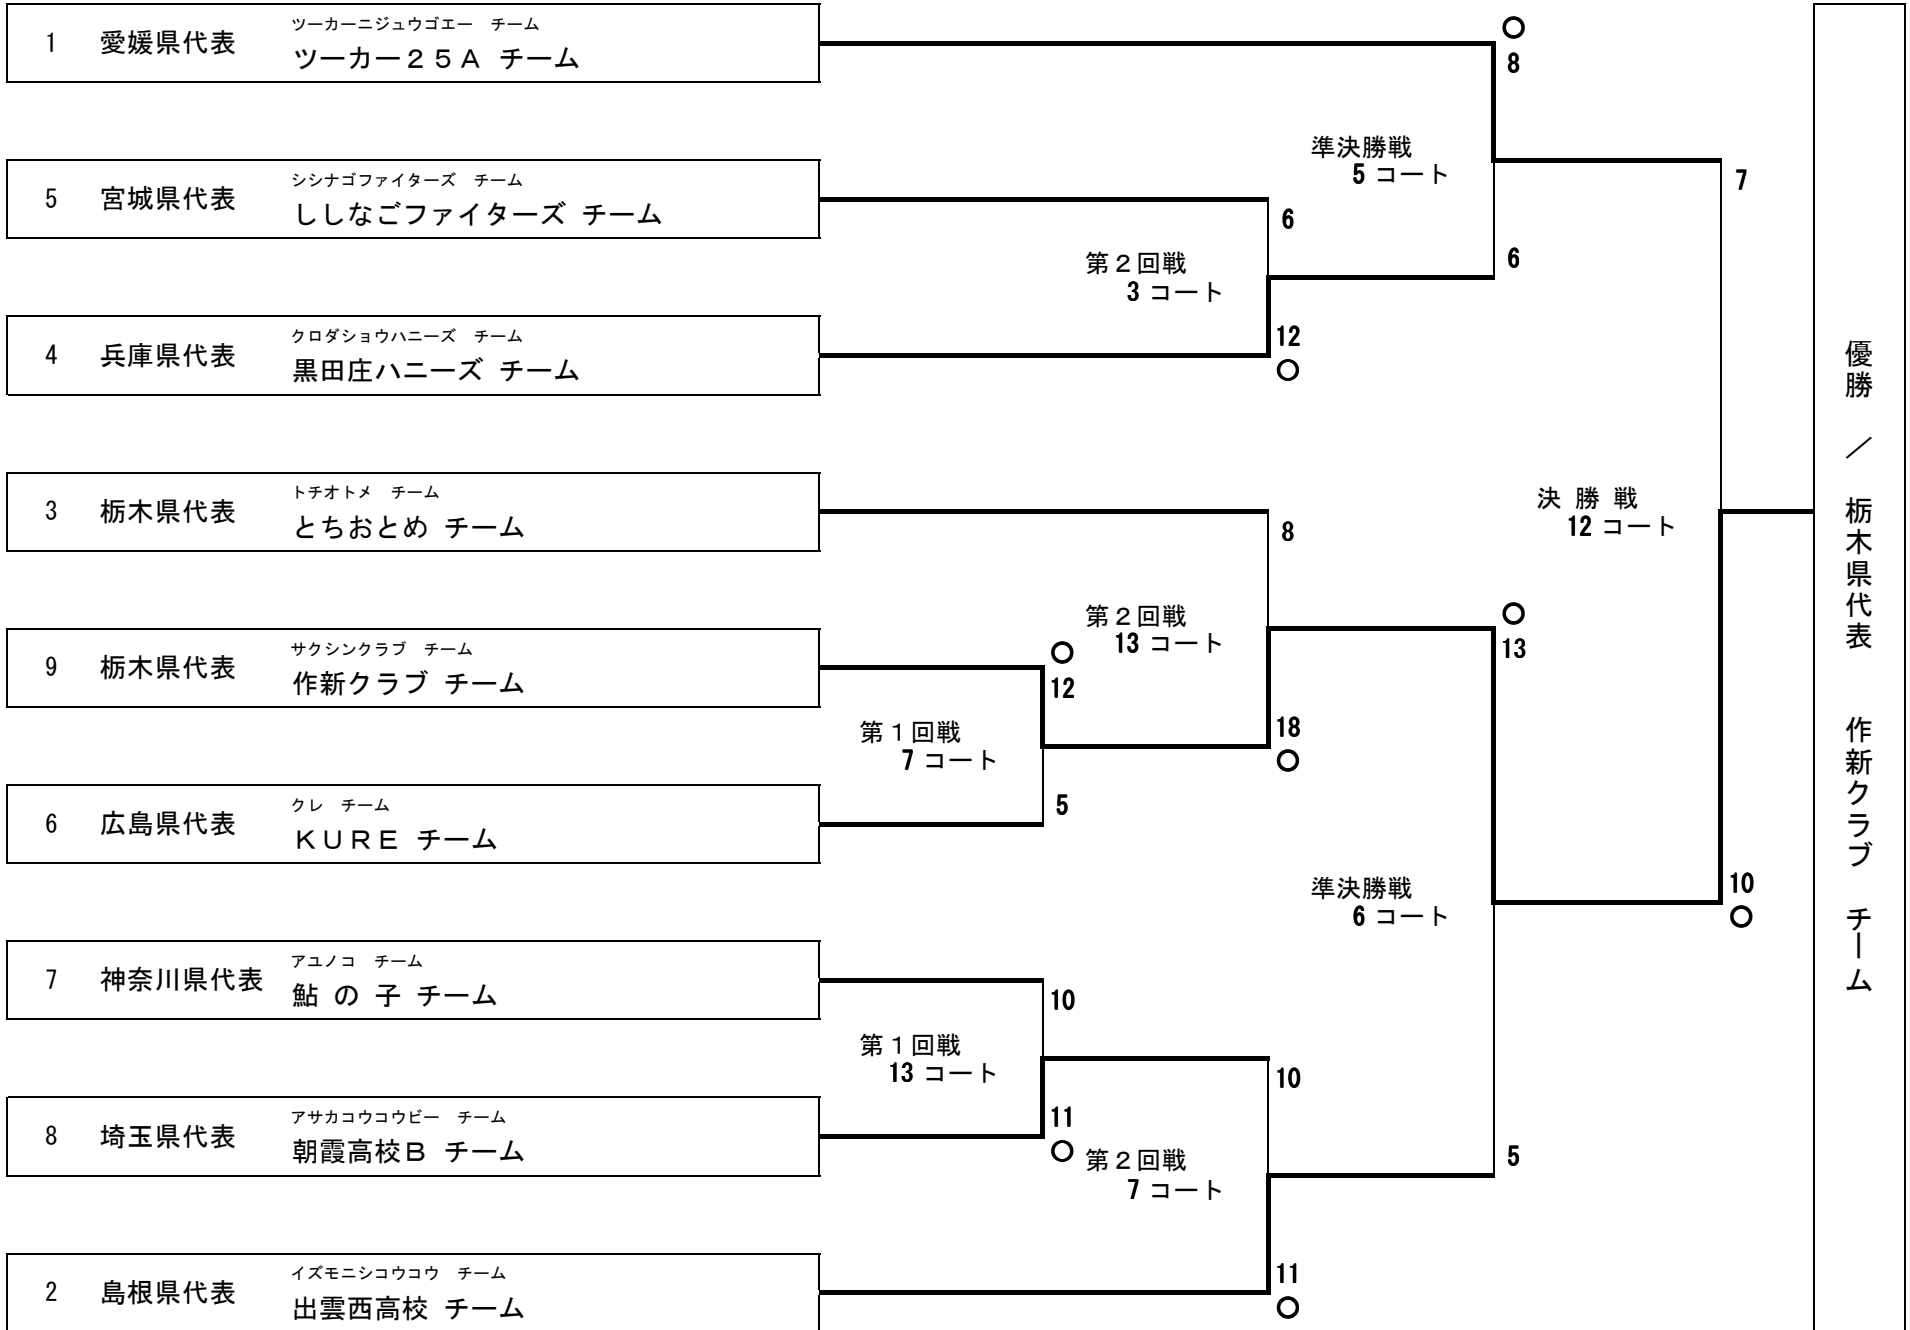 1 愛媛県代表 ツーカーニジュウゴエー チーム
ツーカー２５Ａ チーム
○
8
準決勝戦
5 コート
7
5 宮城県代表 シシナゴファイターズ チーム
ししなごファイターズ チーム
6
第２回戦
3 コート
6
4 兵庫県代表 クロダショウハニーズ チーム
黒田庄ハニーズ チーム
12
○
3 栃木県代表 トチオトメ チーム
とちおとめ チーム
8
決 勝 戦
12 コート
第２回戦
13 コート
○
13
9 栃木県代表 サクシンクラブ チーム
作新クラブ チーム
○
12
第１回戦
7 コート
18
○
6 広島県代表 クレ チーム
ＫＵＲＥ チーム
5
準決勝戦
6 コート
10
○
7 神奈川県代表 アユノコ チーム
鮎 の 子 チーム
10
第１回戦
13 コート
10
8 埼玉県代表 アサカコウコウビー チーム
朝霞高校Ｂ チーム
11
○
第２回戦
7 コート
5
2 島根県代表 イズモニシコウコウ チーム
出雲西高校 チーム
11
○
優勝 ／ 栃木県代表 作新クラブ チーム